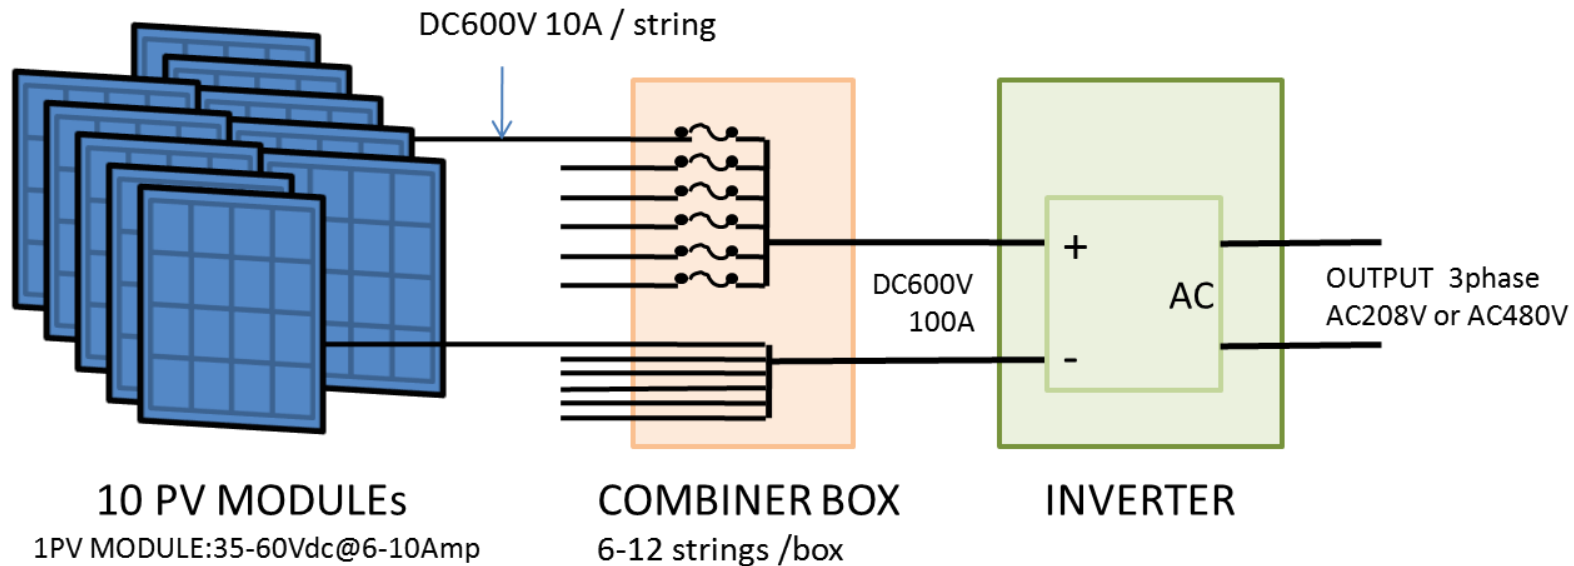 DC600V 10A / string
+
-
AC
DC600V
100A
OUTPUT 3phase
AC208V or AC480V
10 PV MODULEs
1PV MODULE:35-60Vdc@6-10Amp
COMBINER BOX
6-12 strings /box
INVERTER